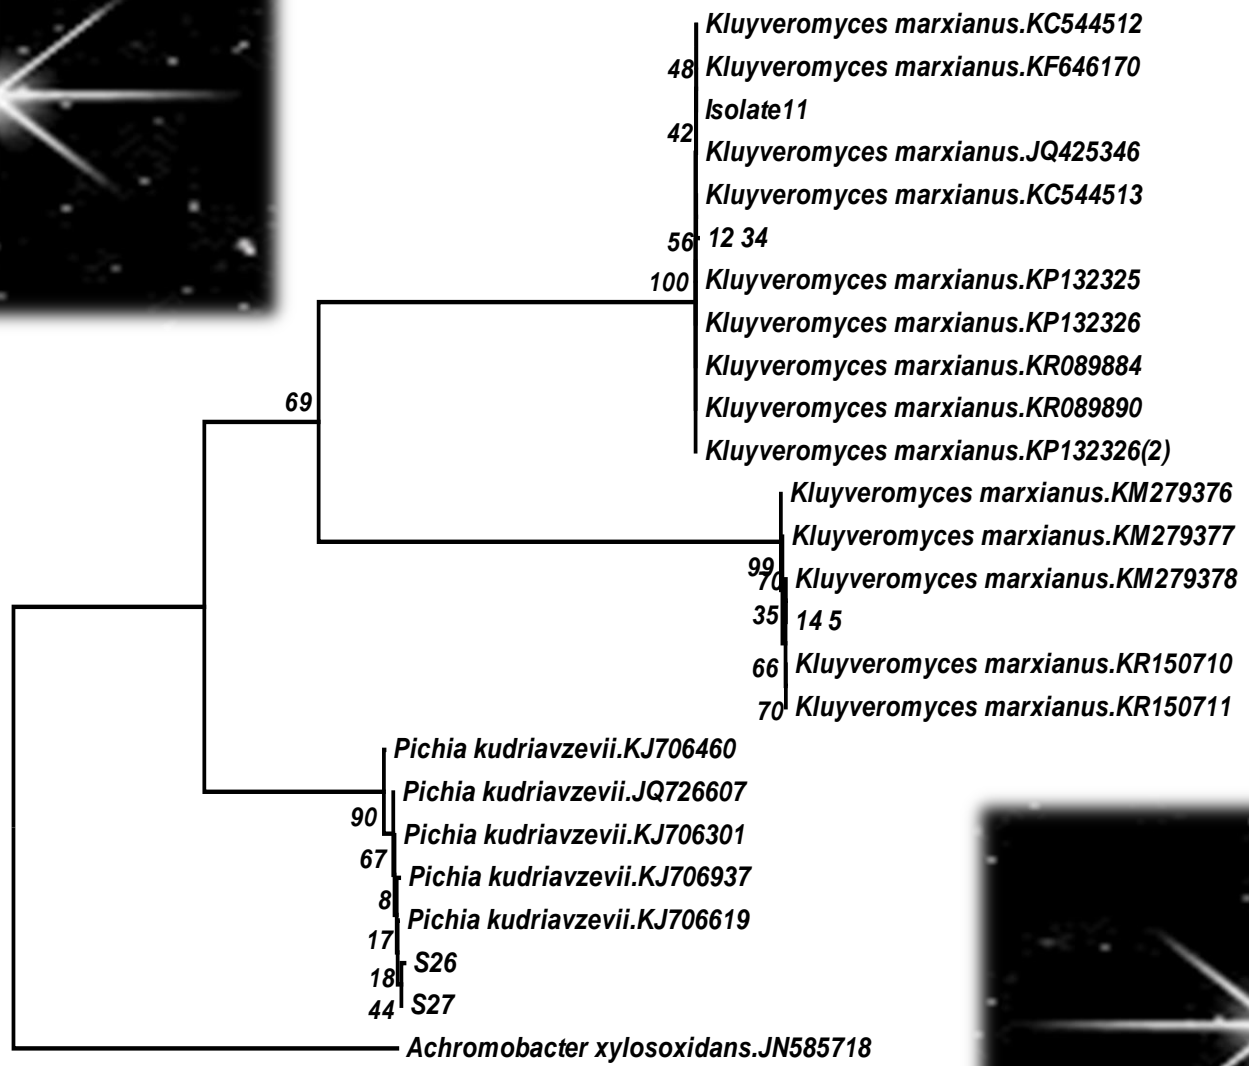 Kluyveromyces marxianus.KC544512
48
Kluyveromyces marxianus.KF646170
Isolate11
42
Kluyveromyces marxianus.JQ425346
Kluyveromyces marxianus.KC544513
56
12 34
100
Kluyveromyces marxianus.KP132325
Kluyveromyces marxianus.KP132326
Kluyveromyces marxianus.KR089884
69
Kluyveromyces marxianus.KR089890
Kluyveromyces marxianus.KP132326(2)
Kluyveromyces marxianus.KM279376
Kluyveromyces marxianus.KM279377
99
70
Kluyveromyces marxianus.KM279378
35
14 5
66
Kluyveromyces marxianus.KR150710
70
Kluyveromyces marxianus.KR150711
Pichia kudriavzevii.KJ706460
Pichia kudriavzevii.JQ726607
90
Pichia kudriavzevii.KJ706301
67
Pichia kudriavzevii.KJ706937
8
Pichia kudriavzevii.KJ706619
17
S26
18
44
S27
Achromobacter xylosoxidans.JN585718